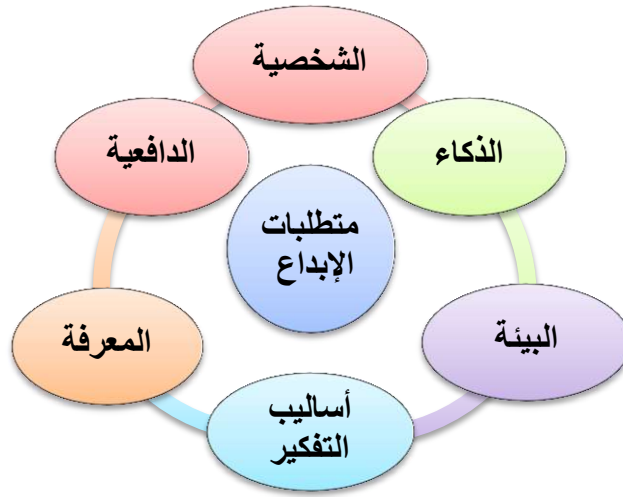 الشخصية
الذكاء
الدافعية
متطلبات
الإبداع
البيئة
المعرفة
أساليب
التفكير